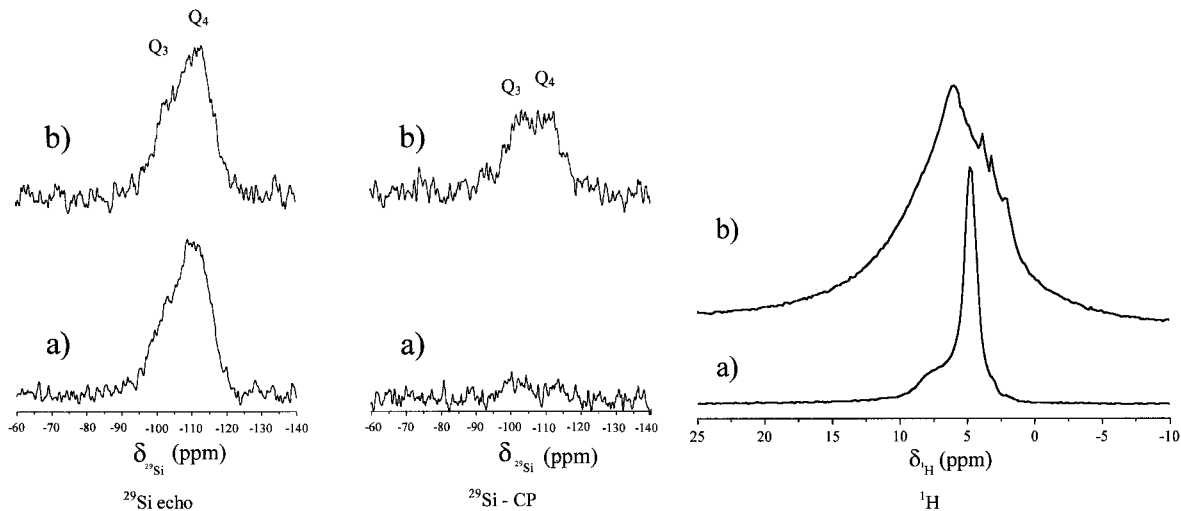 Q₃ Q₄
b)
a)
-60 -70 -80 -90 -100 -110 -120 -130 -140
δ₂₉Si (ppm)
²⁹Si echo
Q₃ Q₄
b)
a)
-60 -70 -80 -90 -100 -110 -120 -130 -140
δ₂₉Si (ppm)
²⁹Si - CP
b)
a)
25 20 15 10 5 0 -5 -10
δ¹H (ppm)
¹H